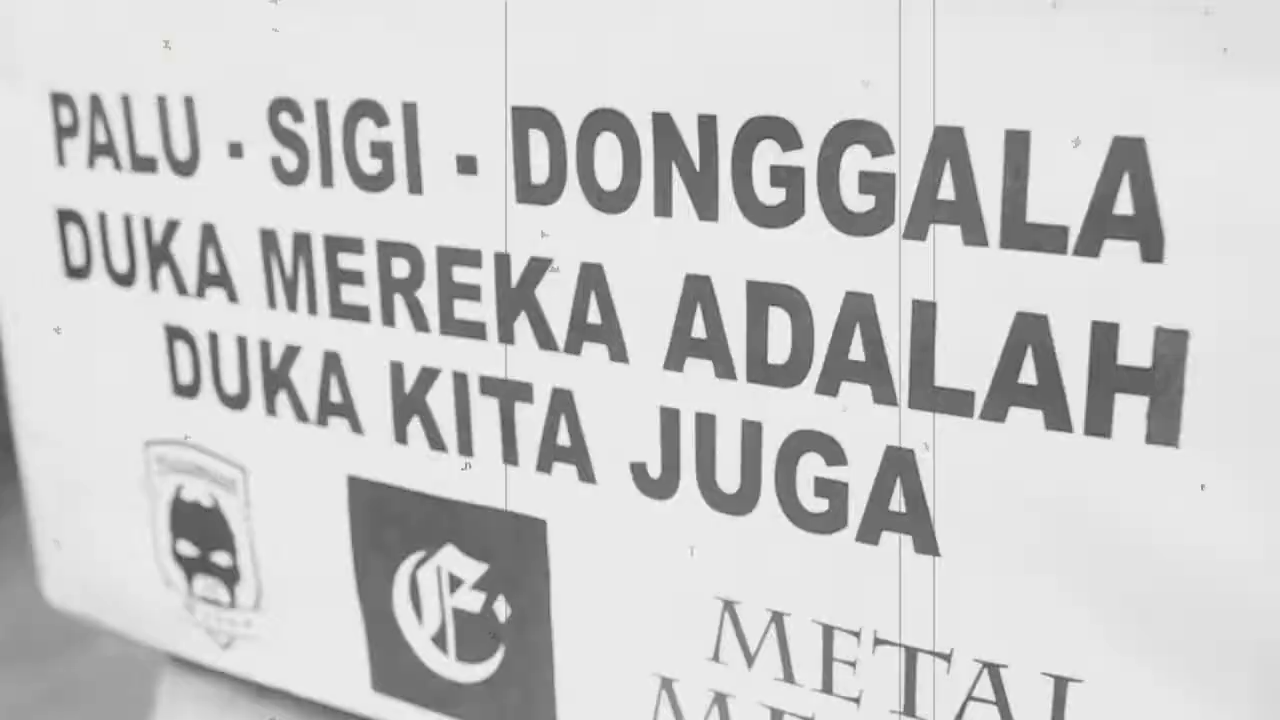 PALU - SIGI - DONGGALA
DUKA MEREKA ADALAH
DUKA KITA JUGA
METAL